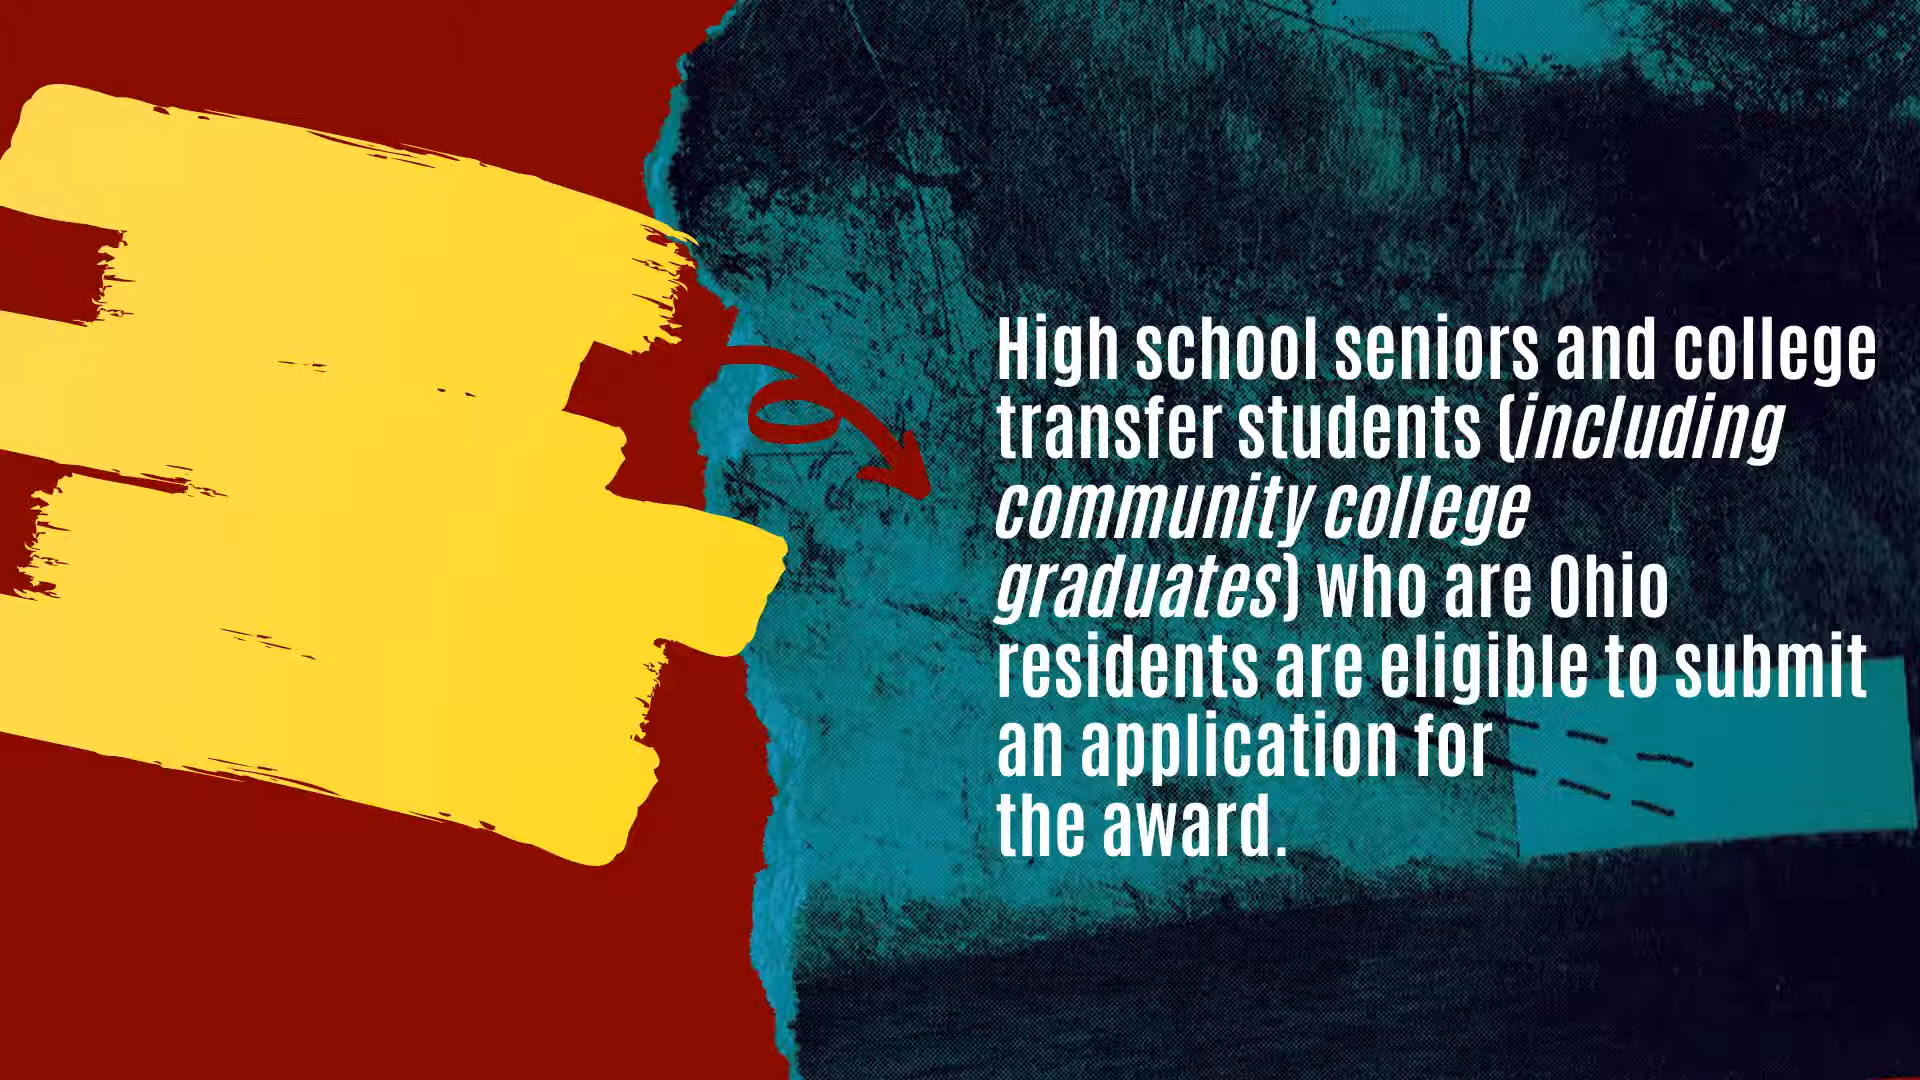 High school seniors and college
transfer students (including
community college
graduates) who are Ohio
residents are eligible to submit
an application for
the award.